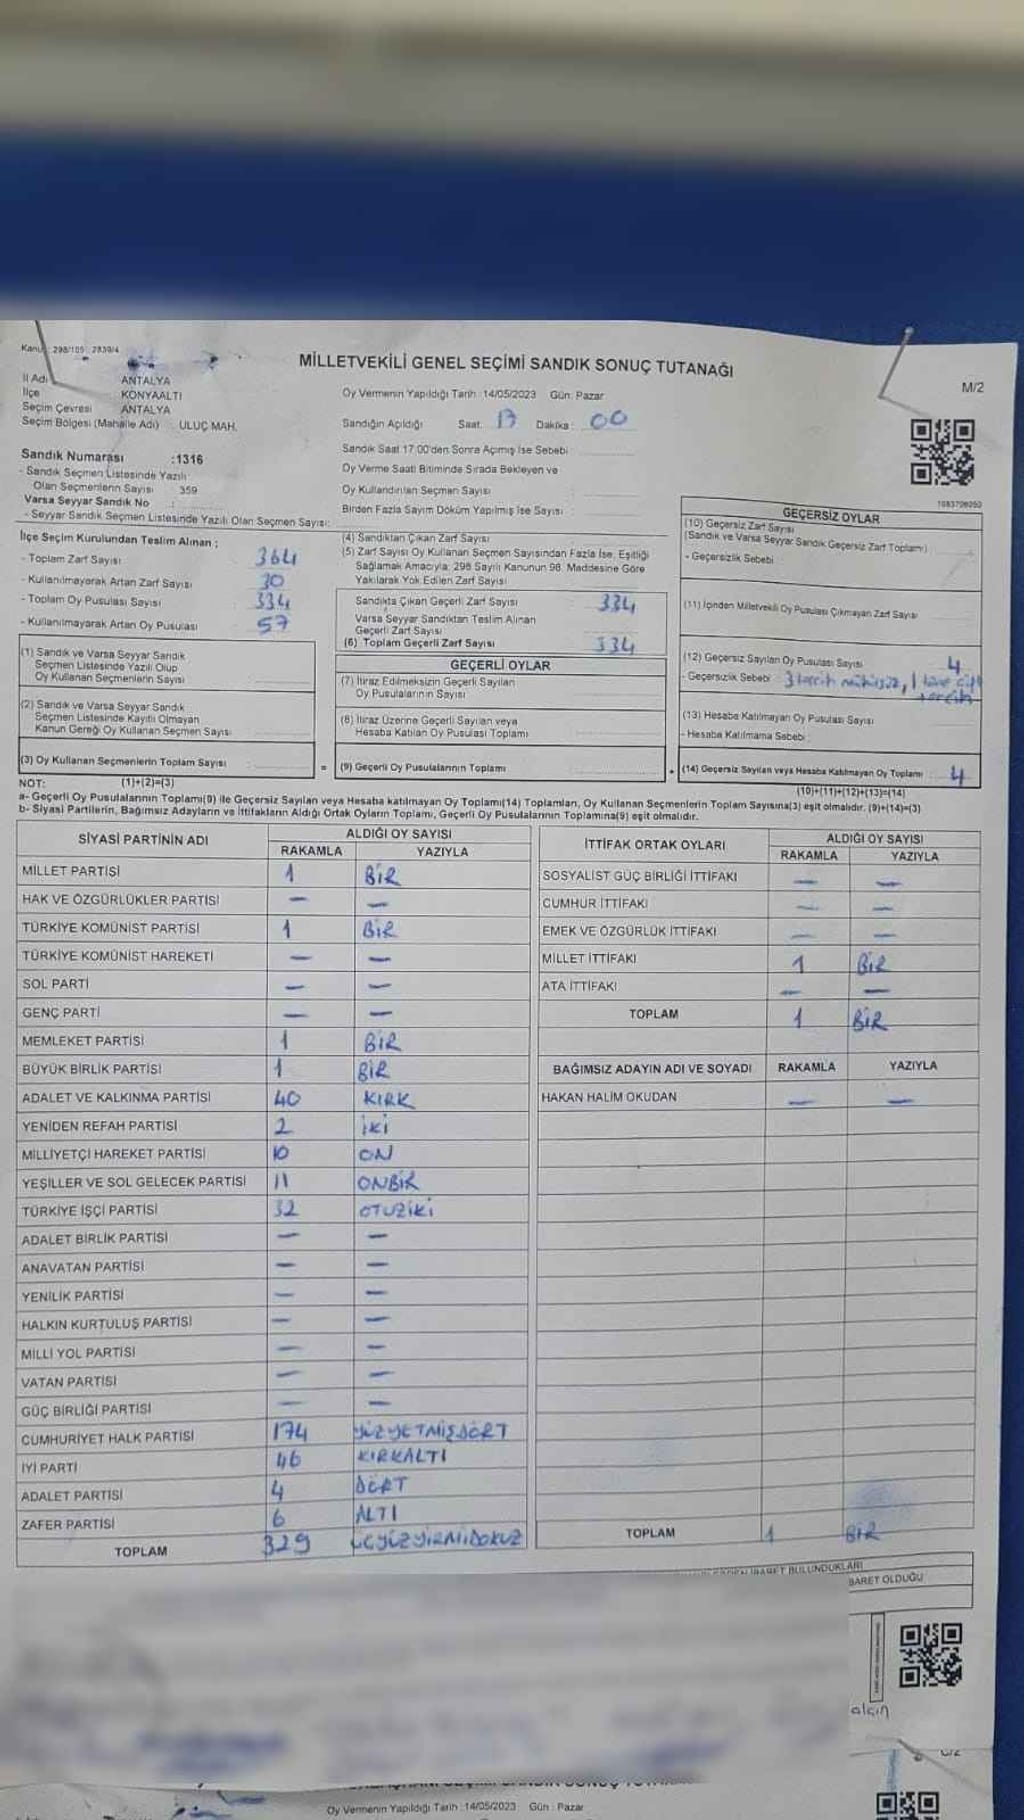 Kanu : 298/105 : 2839/4
MİLLETVEKİLİ GENEL SEÇİMİ SANDIK SONUÇ TUTANAĞI
M/2
İl Adı ANTALYA
İlçe KONYAALTI
Seçim Çevresi ANTALYA
Seçim Bölgesi (Mahalle Adı) : ULUÇ MAH.
Sandık Numarası :1316
- Sandık Seçmen Listesinde Yazılı
Olan Seçmenlerin Sayısı 359
Varsa Seyyar Sandık No :
- Seyyar Sandık Seçmen Listesinde Yazılı Olan Seçmen Sayısı:
Oy Vermenin Yapıldığı Tarih :14/05/2023 Gün: Pazar
Sandığın Açıldığı Saat: 17 Dakika : 00
Sandık Saat 17:00'den Sonra Açımış İse Sebebi
Oy Verme Saati Bitiminde Sırada Bekleyen ve
Oy Kullandırılan Seçmen Sayısı
Birden Fazla Sayım Döküm Yapılmış İse Sayısı :
1083706050
İlçe Seçim Kurulundan Teslim Alınan ;
- Toplam Zarf Sayısı 364
- Kullanılmayarak Artan Zarf Sayısı 30
- Toplam Oy Pusulası Sayısı 334
- Kullanılmayarak Artan Oy Pusulası 57
(1) Sandık ve Varsa Seyyar Sandık
Seçmen Listesinde Yazılı Olup
Oy Kullanan Seçmenlerin Sayısı
(2) Sandık ve Varsa Seyyar Sandık
Seçmen Listesinde Kayıtlı Olmayan
Kanun Gereği Oy Kullanan Seçmen Sayısı
(3) Oy Kullanan Seçmenlerin Toplam Sayısı :
(4) Sandıktan Çıkan Zarf Sayısı
(5) Zarf Sayısı Oy Kullanan Seçmen Sayısından Fazla İse, Eşitliği
Sağlamak Amacıyla; 298 Sayılı Kanunun 98. Maddesine Göre
Yakılarak Yok Edilen Zarf Sayısı
Sandıkta Çıkan Geçerli Zarf Sayısı 334
Varsa Seyyar Sandıktan Teslim Alınan
Geçerli Zarf Sayısı
(6) Toplam Geçerli Zarf Sayısı 334
GEÇERLİ OYLAR
(7) İtiraz Edilmeksizin Geçerli Sayılan
Oy Pusulalarının Sayısı
(8) İtiraz Üzerine Geçerli Sayılan veya
Hesaba Katılan Oy Pusulası Toplamı
= (9) Geçerli Oy Pusulalarının Toplamı
GEÇERSİZ OYLAR
(10) Geçersiz Zarf Sayısı
(Sandık ve Varsa Seyyar Sandık Geçersiz Zarf Toplamı)
- Geçersizlik Sebebi
(11) İçinden Milletvekili Oy Pusulası Çıkmayan Zarf Sayısı
(12) Geçersiz Sayılan Oy Pusulası Sayısı 4
- Geçersizlik Sebebi : 3 tercih mühürsüz, 1
tercih
(13) Hesaba Katılmayan Oy Pusulası Sayısı
- Hesaba Katılmama Sebebi :
(14) Geçersiz Sayılan veya Hesaba Katılmayan Oy Toplamı : 4
NOT: (1)+(2)=(3)
(10)+(11)+(12)+(13)=(14)
a- Geçerli Oy Pusulalarının Toplamı(9) ile Geçersiz Sayılan veya Hesaba katılmayan Oy Toplamı(14) Toplamları, Oy Kullanan Seçmenlerin Toplam Sayısına(3) eşit olmalıdır. (9)+(14)=(3)
b- Siyasi Partilerin, Bağımsız Adayların ve İttifakların Aldığı Ortak Oyların Toplamı, Geçerli Oy Pusulalarının Toplamına(9) eşit olmalıdır.
SİYASİ PARTİNİN ADI ALDIĞI OY SAYISI
RAKAMLA YAZIYLA
MİLLET PARTİSİ 1 BİR
HAK VE ÖZGÜRLÜKLER PARTİSİ — —
TÜRKİYE KOMÜNİST PARTİSİ 1 BİR
TÜRKİYE KOMÜNİST HAREKETİ — —
SOL PARTİ — —
GENÇ PARTİ — —
MEMLEKET PARTİSİ 1 BİR
BÜYÜK BİRLİK PARTİSİ 1 BİR
ADALET VE KALKINMA PARTİSİ 40 KIRK
YENİDEN REFAH PARTİSİ 2 İKİ
MİLLİYETÇİ HAREKET PARTİSİ 10 ON
YEŞİLLER VE SOL GELECEK PARTİSİ 11 ONBİR
TÜRKİYE İŞÇİ PARTİSİ 32 OTUZİKİ
ADALET BİRLİK PARTİSİ — —
ANAVATAN PARTİSİ — —
YENİLİK PARTİSİ — —
HALKIN KURTULUŞ PARTİSİ — —
MİLLİ YOL PARTİSİ — —
VATAN PARTİSİ — —
GÜÇ BİRLİĞİ PARTİSİ — —
CUMHURİYET HALK PARTİSİ 174 YÜZYETMİŞDÖRT
İYİ PARTİ 46 KIRKALTI
ADALET PARTİSİ 4 DÖRT
ZAFER PARTİSİ 6 ALTI
TOPLAM 329 ÜÇYÜZYİRMİDOKUZ
İTTİFAK ORTAK OYLARI ALDIĞI OY SAYISI
RAKAMLA YAZIYLA
SOSYALİST GÜÇ BİRLİĞİ İTTİFAKI — —
CUMHUR İTTİFAKI — —
EMEK VE ÖZGÜRLÜK İTTİFAKI — —
MİLLET İTTİFAKI 1 BİR
ATA İTTİFAKI — —
TOPLAM 1 BİR
BAĞIMSIZ ADAYIN ADI VE SOYADI RAKAMLA YAZIYLA
HAKAN HALİM OKUDAN — —
TOPLAM 1 BİR
BULUNDUKLARI
BARET OLDUĞU
alçın
Oy Vermenin Yapıldığı Tarih :14/05/2023 Gün : Pazar